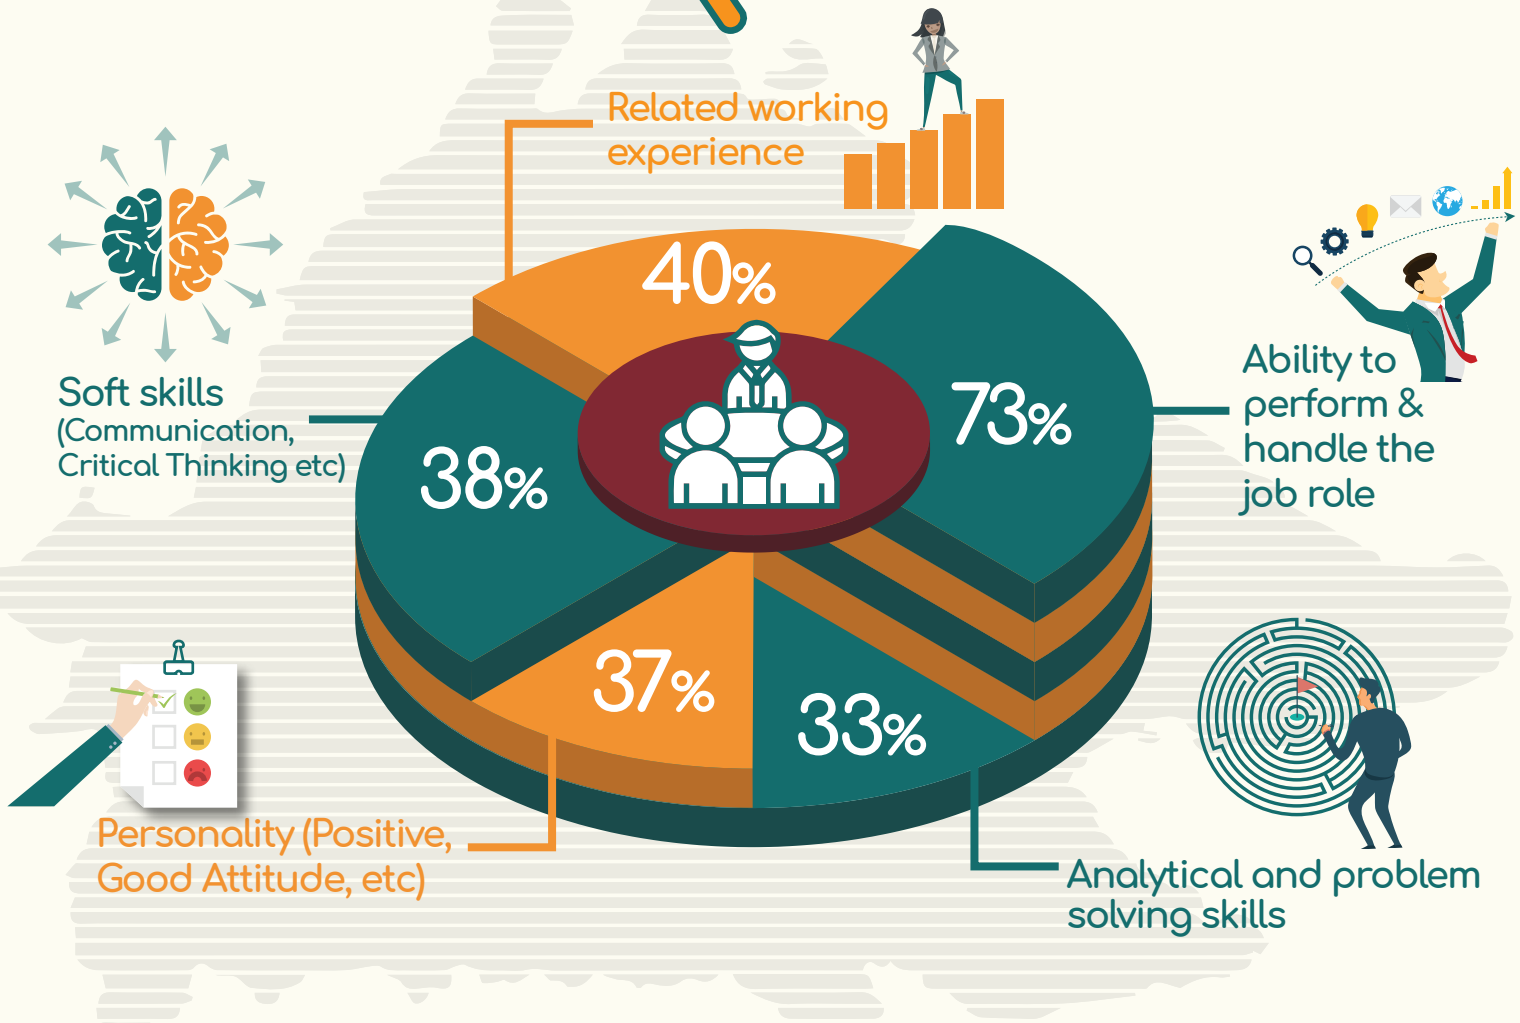 Related working
experience
40%
73%
Ability to
perform &
handle the
job role
Soft skills
(Communication,
Critical Thinking etc)
38%
37%
33%
Personality (Positive,
Good Attitude, etc)
Analytical and problem
solving skills